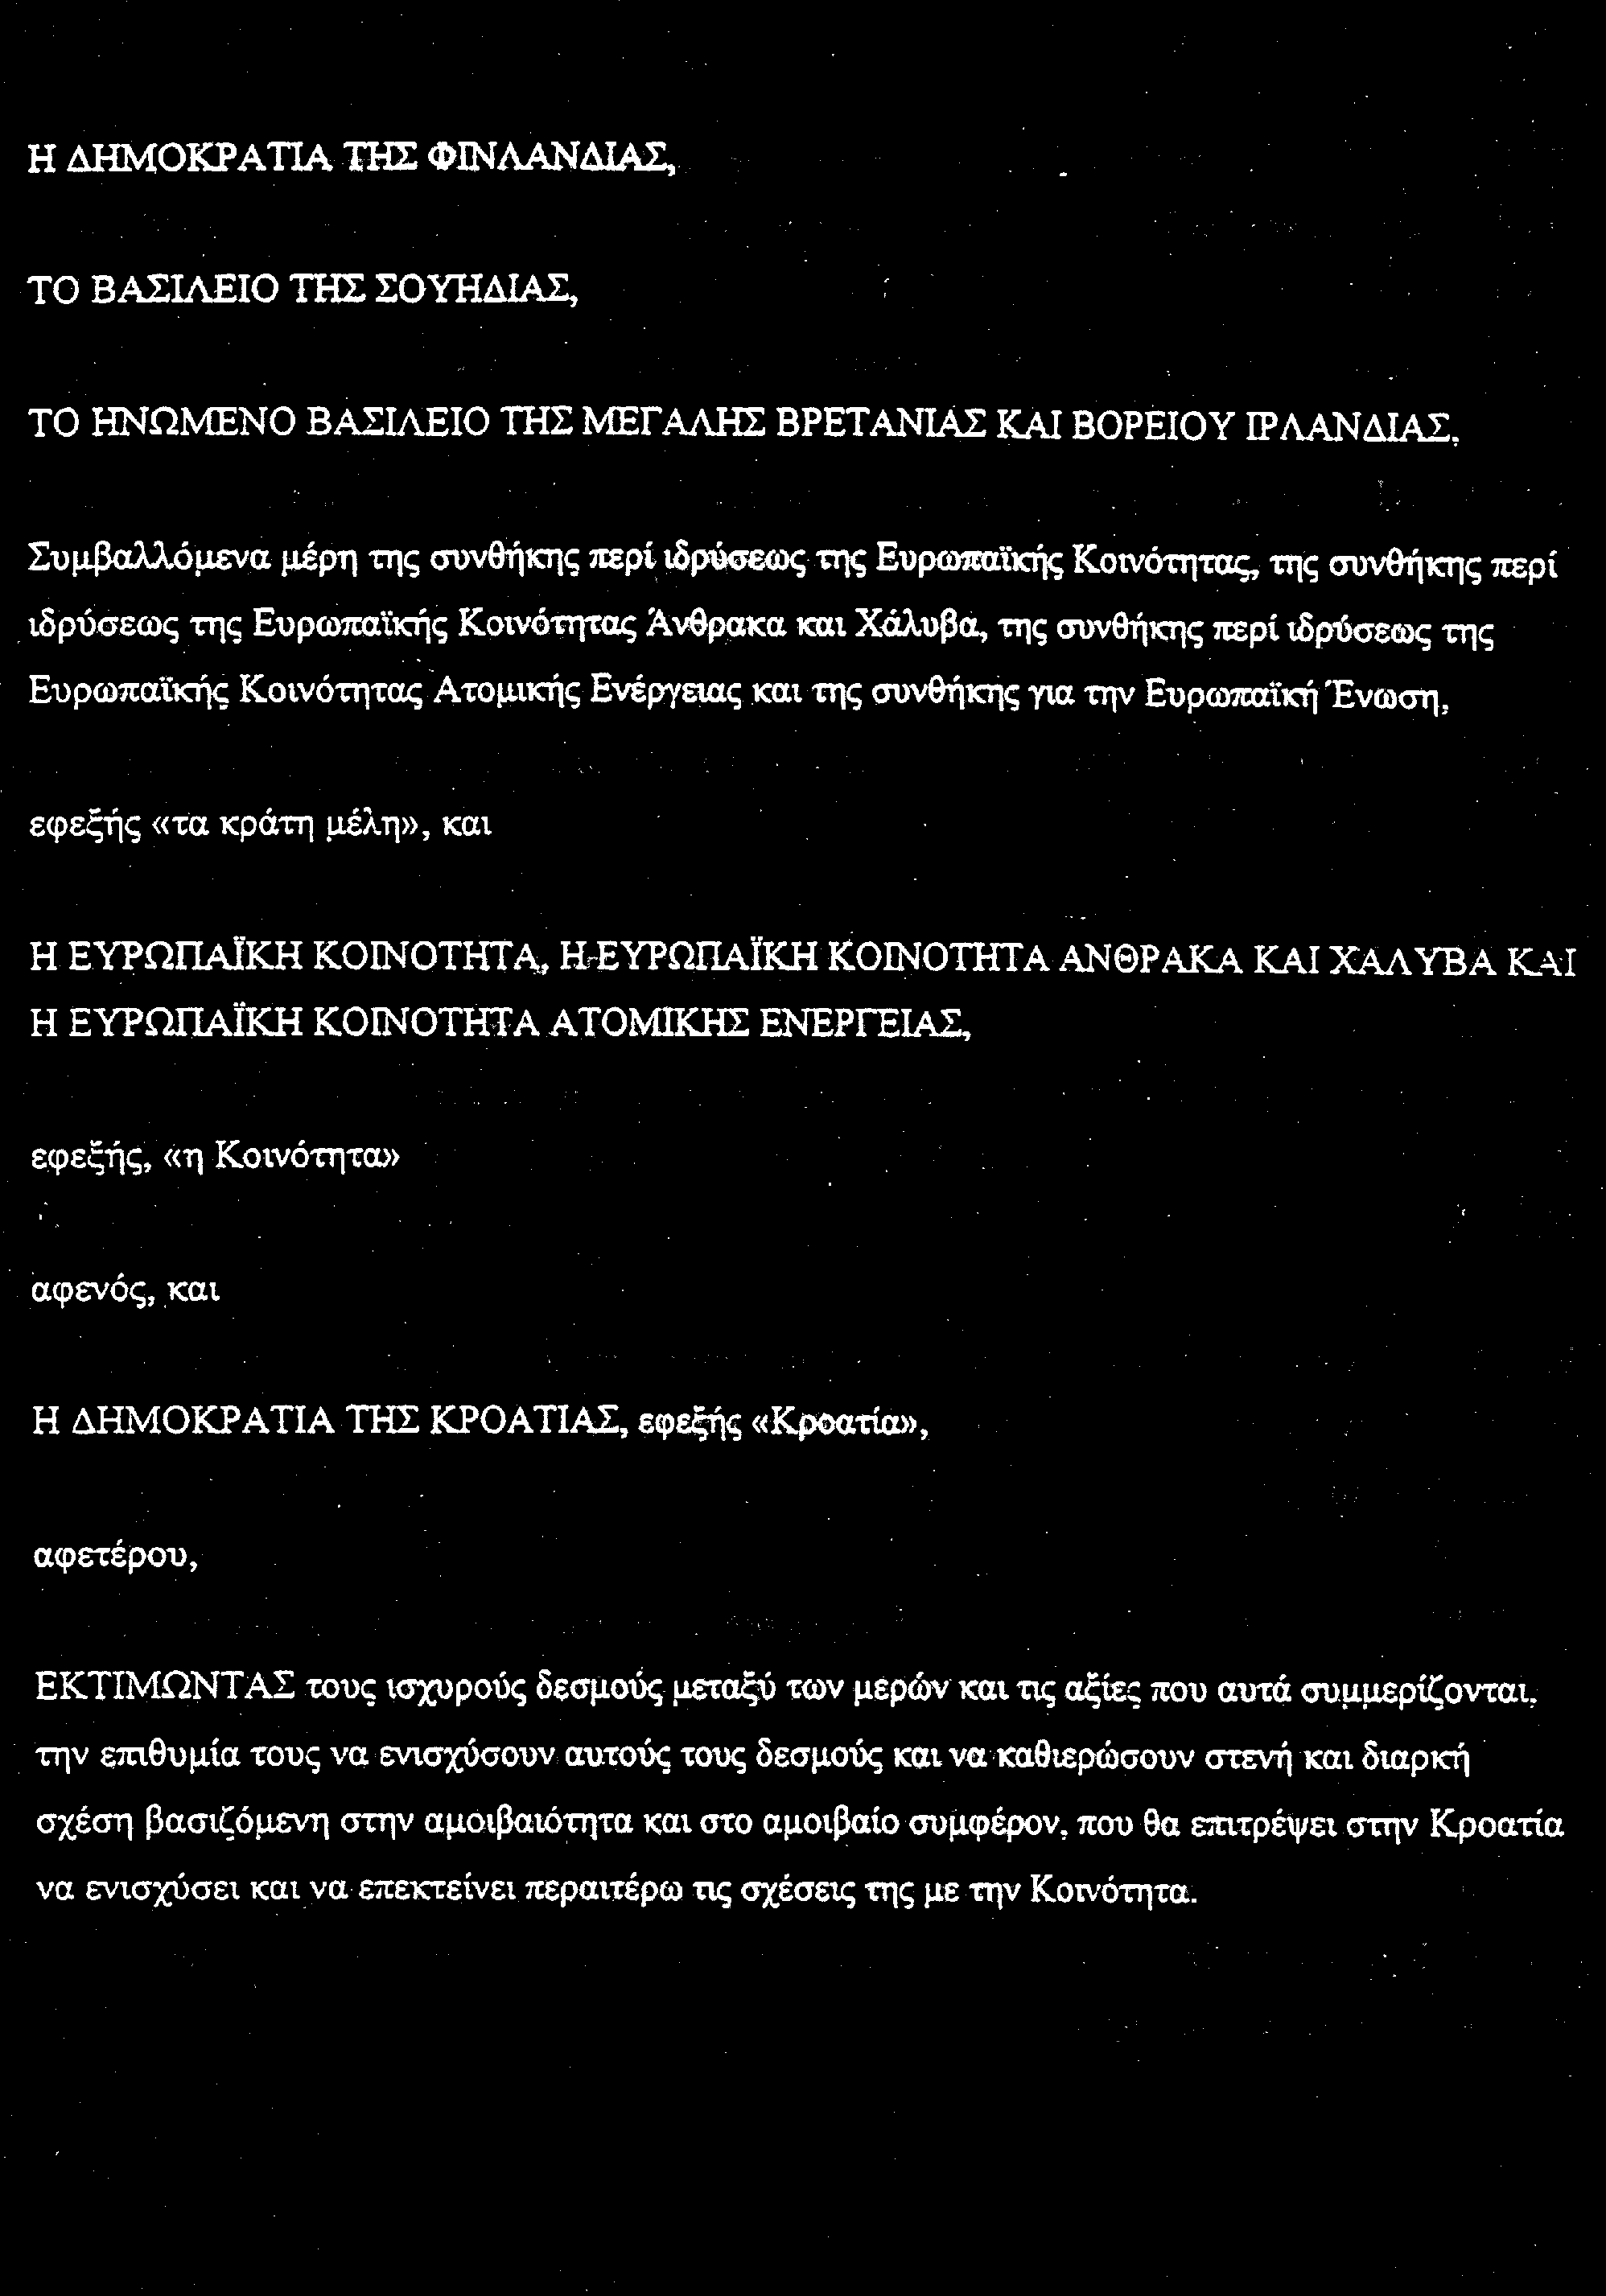 Η ΔΗΜΟΚΡΑΤΙΑ ΤΗΣ ΦΙΝΛΑΝΔΙΑΣ,
ΤΟ ΒΑΣΙΛΕΙΟ ΤΗΣ ΣΟΥΗΔΙΑΣ,
ΤΟ ΗΝΩΜΕΝΟ ΒΑΣΙΛΕΙΟ ΤΗΣ ΜΕΓΑΛΗΣ ΒΡΕΤΑΝΙΑΣ ΚΑΙ ΒΟΡΕΙΟΥ ΙΡΛΑΝΔΙΑΣ,
Συμβαλλόμενα μέρη της συνθήκης περί ιδρύσεως της Ευρωπαϊκής Κοινότητας, της συνθήκης περί
ιδρύσεως της Ευρωπαϊκής Κοινότητας Άνθρακα και Χάλυβα, της συνθήκης περί ιδρύσεως της
Ευρωπαϊκής Κοινότητας Ατομικής Ενέργειας και της συνθήκης για την Ευρωπαϊκή Ένωση,
εφεξής «τα κράτη μέλη», και
Η ΕΥΡΩΠΑΪΚΗ ΚΟΙΝΟΤΗΤΑ, Η ΕΥΡΩΠΑΪΚΗ ΚΟΙΝΟΤΗΤΑ ΑΝΘΡΑΚΑ ΚΑΙ ΧΑΛΥΒΑ ΚΑΙ
Η ΕΥΡΩΠΑΪΚΗ ΚΟΙΝΟΤΗΤΑ ΑΤΟΜΙΚΗΣ ΕΝΕΡΓΕΙΑΣ,
εφεξής, «η Κοινότητα»
αφενός, και
Η ΔΗΜΟΚΡΑΤΙΑ ΤΗΣ ΚΡΟΑΤΙΑΣ, εφεξής «Κροατία»,
αφετέρου,
ΕΚΤΙΜΩΝΤΑΣ τους ισχυρούς δεσμούς μεταξύ των μερών και τις αξίες που αυτά συμμερίζονται,
την επιθυμία τους να ενισχύσουν αυτούς τους δεσμούς και να καθιερώσουν στενή και διαρκή
σχέση βασιζόμενη στην αμοιβαιότητα και στο αμοιβαίο συμφέρον, που θα επιτρέψει στην Κροατία
να ενισχύσει και να επεκτείνει περαιτέρω τις σχέσεις της με την Κοινότητα.